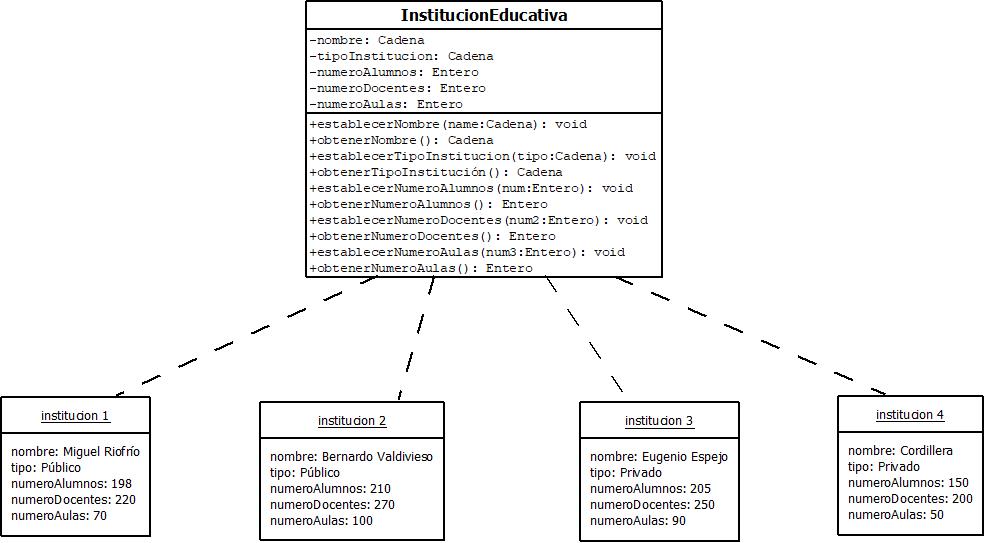 InstitucionEducativa
-nombre: Cadena
-tipoInstitucion: Cadena
-numeroAlumnos: Entero
-numeroDocentes: Entero
-numeroAulas: Entero
+establecerNombre(name:Cadena): void
+obtenerNombre(): Cadena
+establecerTipoInstitucion(tipo:Cadena): void
+obtenerTipoInstitución(): Cadena
+establecerNumeroAlumnos(num:Entero): void
+obtenerNumeroAlumnos(): Entero
+establecerNumeroDocentes(num2:Entero): void
+obtenerNumeroDocentes(): Entero
+establecerNumeroAulas(num3:Entero): void
+obtenerNumeroAulas(): Entero
institucion 1
nombre: Miguel Riofrío
tipo: Público
numeroAlumnos: 198
numeroDocentes: 220
numeroAulas: 70
institucion 2
nombre: Bernardo Valdivieso
tipo: Público
numeroAlumnos: 210
numeroDocentes: 270
numeroAulas: 100
institucion 3
nombre: Eugenio Espejo
tipo: Privado
numeroAlumnos: 205
numeroDocentes: 250
numeroAulas: 90
institucion 4
nombre: Cordillera
tipo: Privado
numeroAlumnos: 150
numeroDocentes: 200
numeroAulas: 50